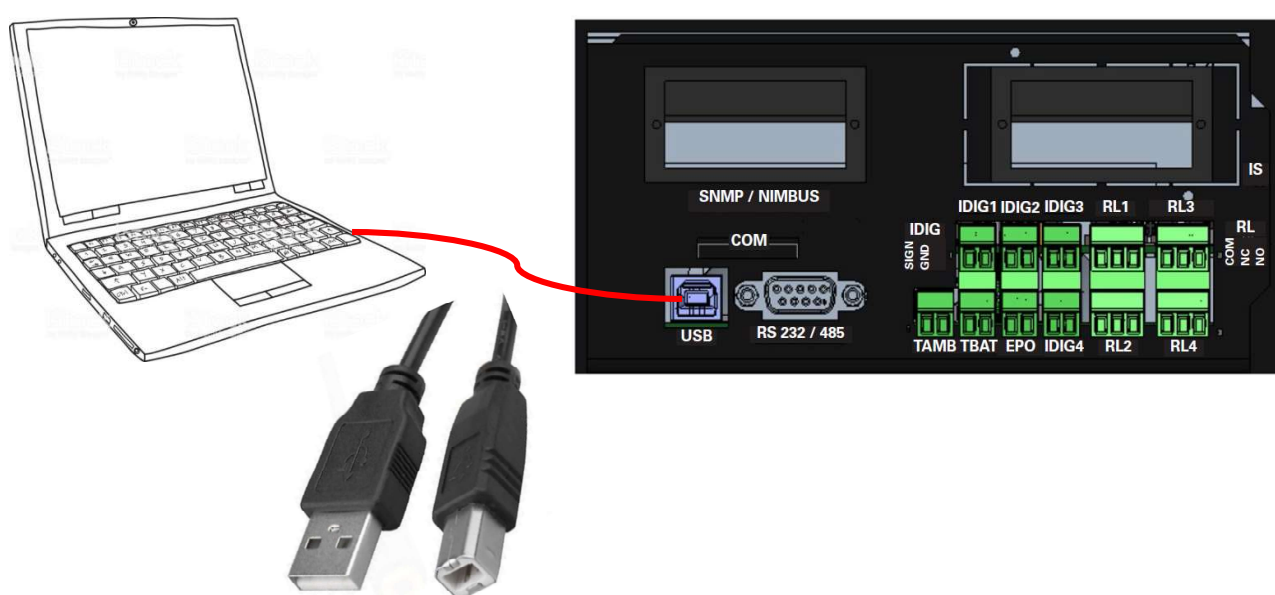 SNMP / NIMBUS
IS
IDIG1 IDIG2 IDIG3 RL1 RL3
IDIG
RL
SIGN
GND
COM
NC
NO
COM
USB
RS 232 / 485
TAMB TBAT EPO IDIG4 RL2 RL4